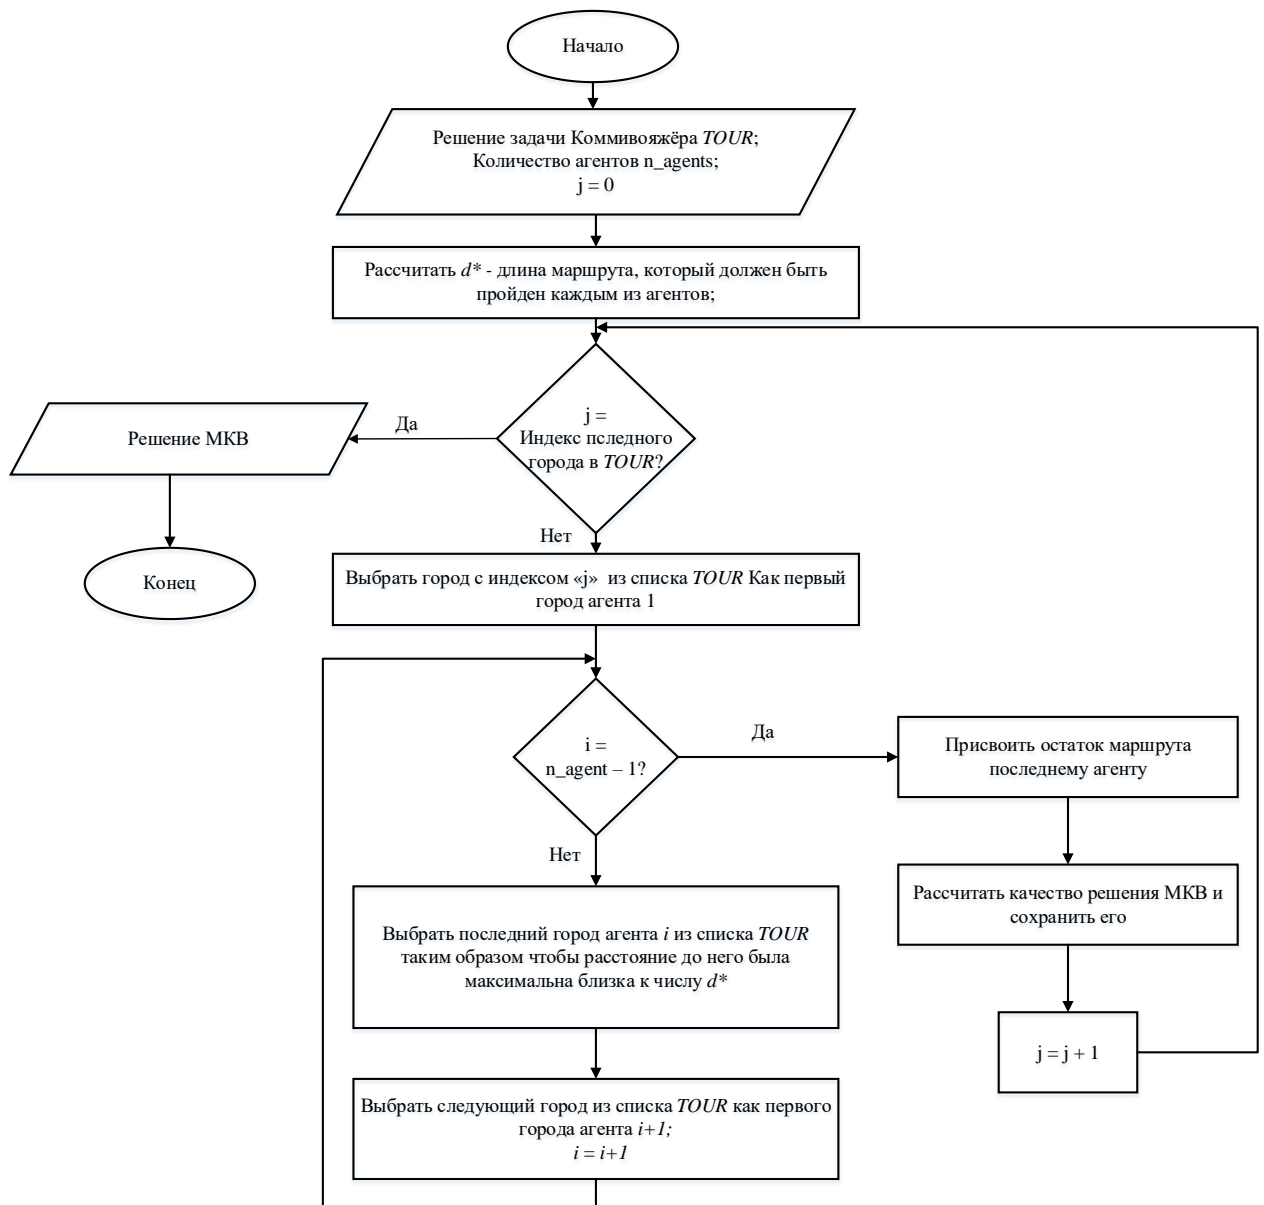 Начало
Решение задачи Коммивояжёра TOUR;
Количество агентов n_agents;
j = 0
Рассчитать d* - длина маршрута, который должен быть
пройден каждым из агентов;
j =
Индекс пследного
города в TOUR?
Да
Решение МКВ
Конец
Нет
Выбрать город с индексом «j» из списка TOUR Как первый
город агента 1
i =
n_agent – 1?
Да
Присвоить остаток маршрута
последнему агенту
Рассчитать качество решения МКВ и
сохранить его
j = j + 1
Нет
Выбрать последний город агента i из списка TOUR
таким образом чтобы расстояние до него была
максимальна близка к числу d*
Выбрать следующий город из списка TOUR как первого
города агента i+1;
i = i+1